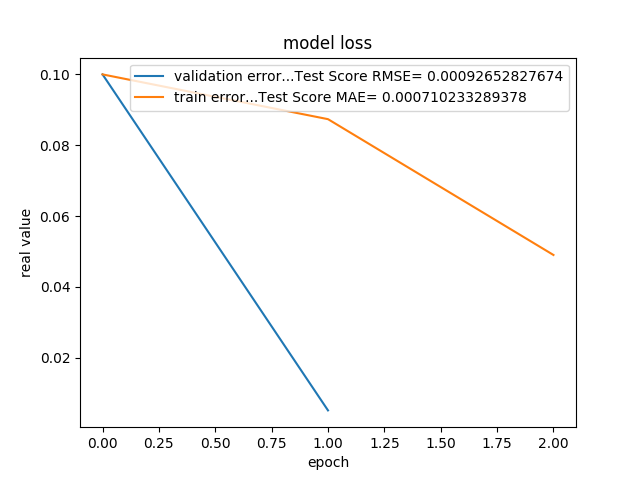 model loss
validation error...Test Score RMSE= 0.00092652827674
train error...Test Score MAE= 0.000710233289378
real value
0.10
0.08
0.06
0.04
0.02
0.00 0.25 0.50 0.75 1.00 1.25 1.50 1.75 2.00
epoch